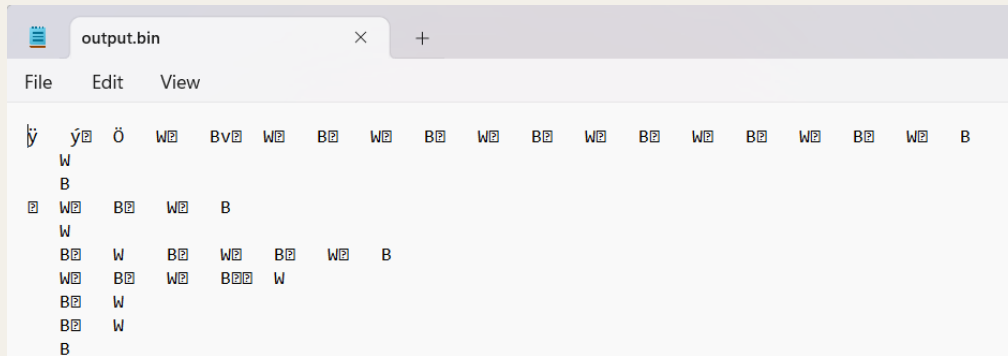 output.bin
File Edit View
ÿ ý� Ö W� Bv� W� B� W� B� W� B� W� B� W� B� W� B� W� B
W
B
� W� B� W� B
W
B� W B� W� B� W� B
W� B� W� B�� W
B� W
B� W
B